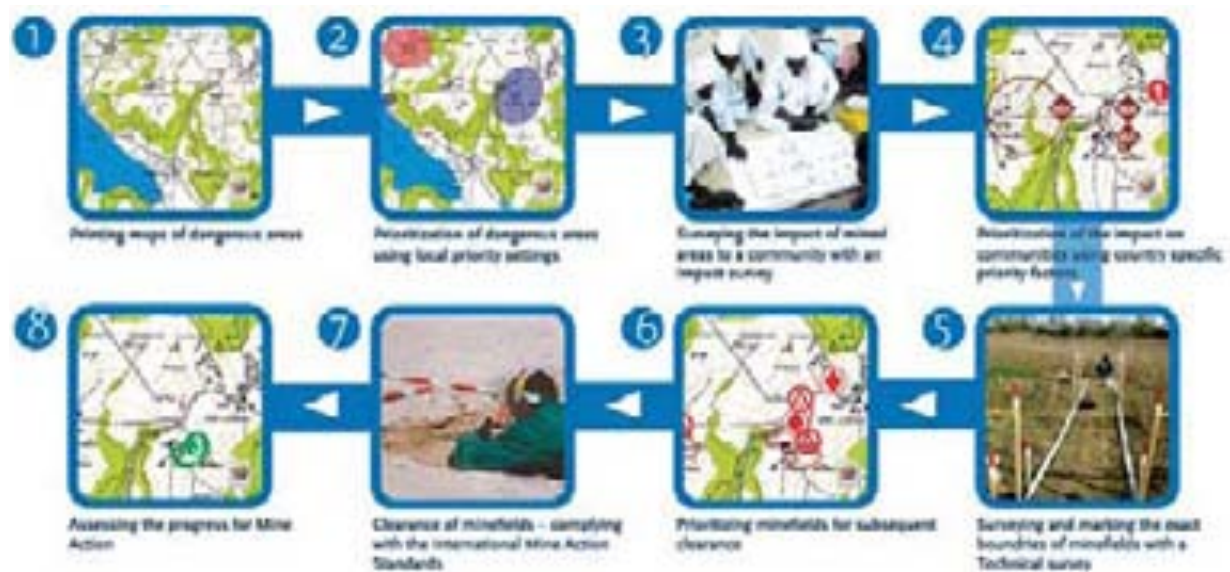 1
2
3
4
Printing maps of dangerous areas
Prioritization of dangerous areas
using local priority settings
Surveying the impact of mined
areas to a community with an
impact survey
Prioritization of the impact on
communities using country specific
priority factors
8
7
6
5
Assessing the progress for Mine
Action
Clearance of minefields – complying
with the International Mine Action
Standards
Prioritizing minefields for subsequent
clearance
Surveying and marking the exact
boundries of minefields with a
Technical survey